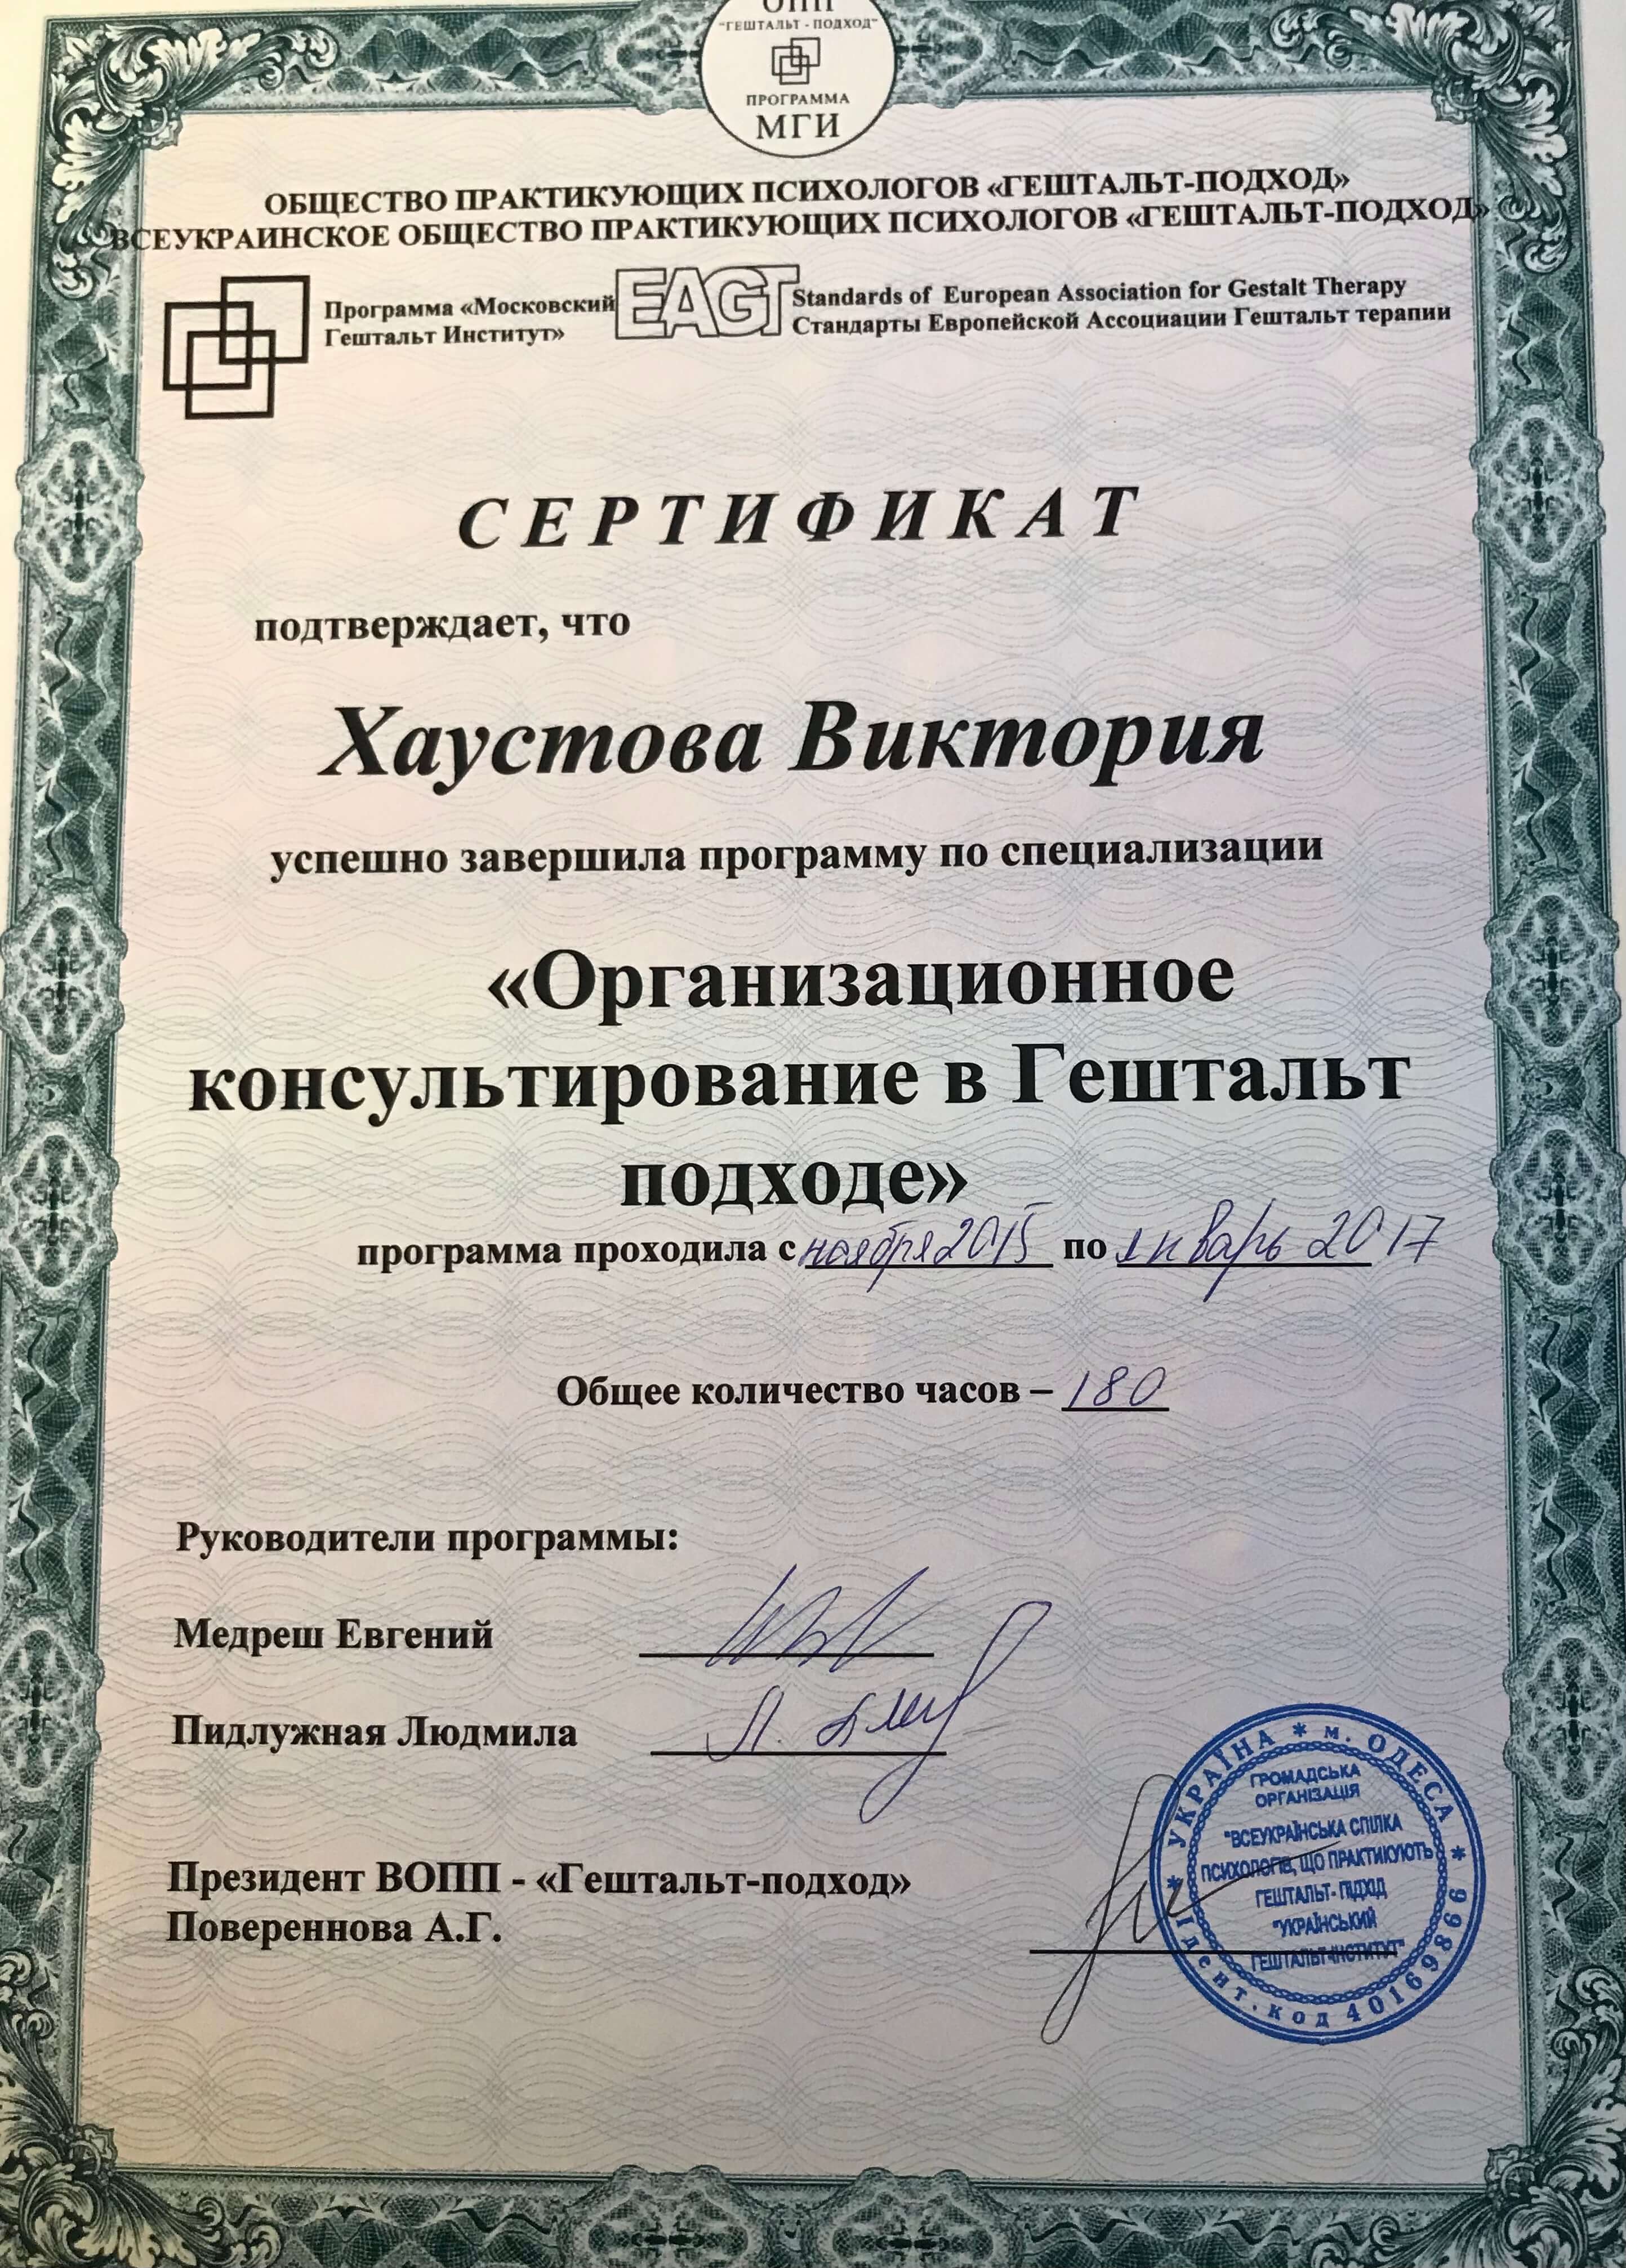 ОПП
"ГЕШТАЛЬТ - ПОДХОД"
ПРОГРАММА
МГИ
ОБЩЕСТВО ПРАКТИКУЮЩИХ ПСИХОЛОГОВ «ГЕШТАЛЬТ-ПОДХОД»
ВСЕУКРАИНСКОЕ ОБЩЕСТВО ПРАКТИКУЮЩИХ ПСИХОЛОГОВ «ГЕШТАЛЬТ-ПОДХОД»
Программа «Московский
Гештальт Институт»
EAGT
Standards of European Association for Gestalt Therapy
Стандарты Европейской Ассоциации Гештальт терапии
СЕРТИФИКАТ
подтверждает, что
Хаустова Виктория
успешно завершила программу по специализации
«Организационное
консультирование в Гештальт
подходе»
программа проходила с ноября 2015 по январь 2017
Общее количество часов – 180
Руководители программы:
Медреш Евгений
Пидлужная Людмила
Президент ВОПП - «Гештальт-подход»
Повереннова А.Г.
* УКРАЇНА * м. ОДЕСА *
ГРОМАДСЬКА
ОРГАНІЗАЦІЯ
"ВСЕУКРАЇНСЬКА СПІЛКА
ПСИХОЛОГІВ, ЩО ПРАКТИКУЮТЬ
ГЕШТАЛЬТ- ПІДХІД
"УКРАЇНСЬКИЙ
ГЕШТАЛЬТ-ІНСТИТУТ"
Ідент. код 40169866